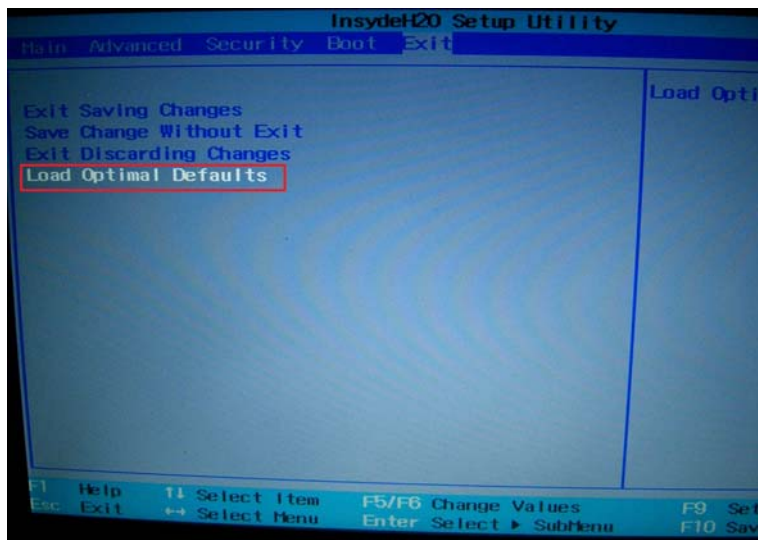 InsydeH2O Setup Utility
Main Advanced Security Boot Exit
Load Opti
Exit Saving Changes
Save Change Without Exit
Exit Discarding Changes
Load Optimal Defaults
F1 Help ↑↓ Select Item F5/F6 Change Values F9 Set
Esc Exit ↔ Select Menu Enter Select ▶ SubMenu F10 Sav